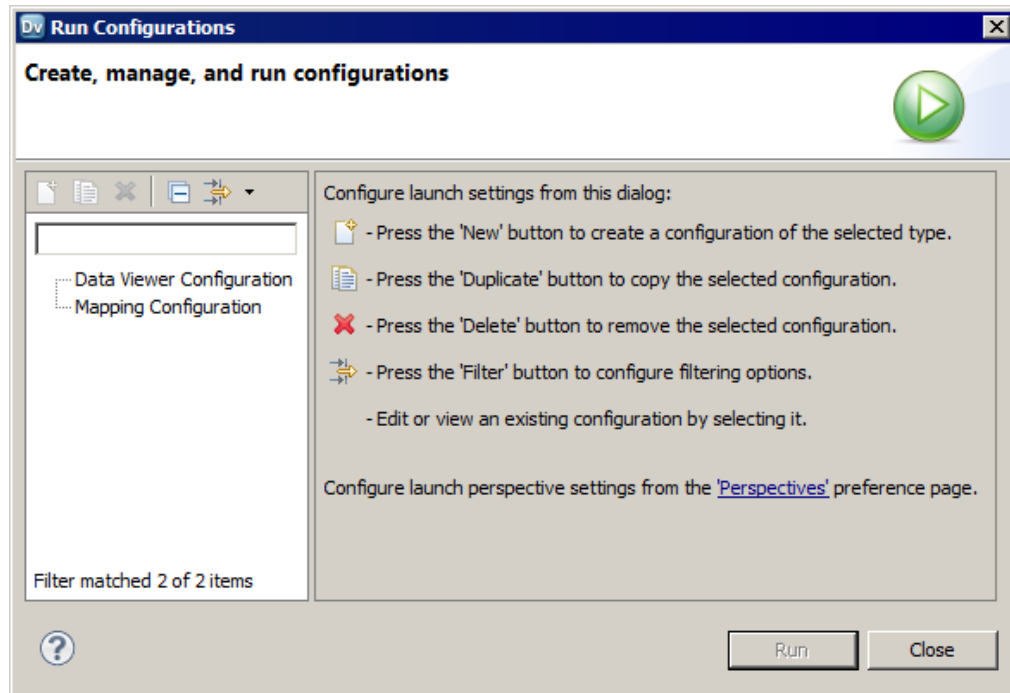 Dv Run Configurations
Create, manage, and run configurations
Configure launch settings from this dialog:
- Press the 'New' button to create a configuration of the selected type.
Data Viewer Configuration
- Press the 'Duplicate' button to copy the selected configuration.
Mapping Configuration
- Press the 'Delete' button to remove the selected configuration.
- Press the 'Filter' button to configure filtering options.
- Edit or view an existing configuration by selecting it.
Configure launch perspective settings from the 'Perspectives' preference page.
Filter matched 2 of 2 items
?
Run
Close